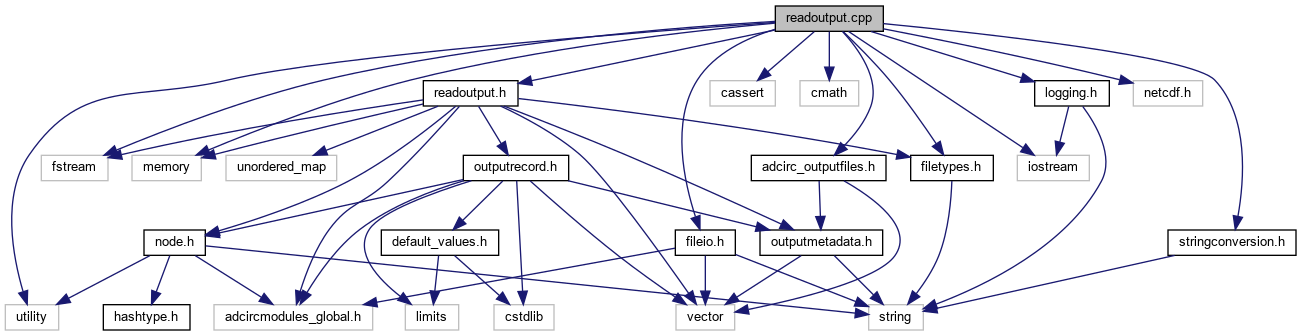 readoutput.cpp
readoutput.h
cassert
cmath
logging.h
netcdf.h
fstream
memory
unordered_map
outputrecord.h
adcirc_outputfiles.h
filetypes.h
iostream
node.h
default_values.h
fileio.h
outputmetadata.h
stringconversion.h
utility
hashtype.h
adcircmodules_global.h
limits
cstdlib
vector
string